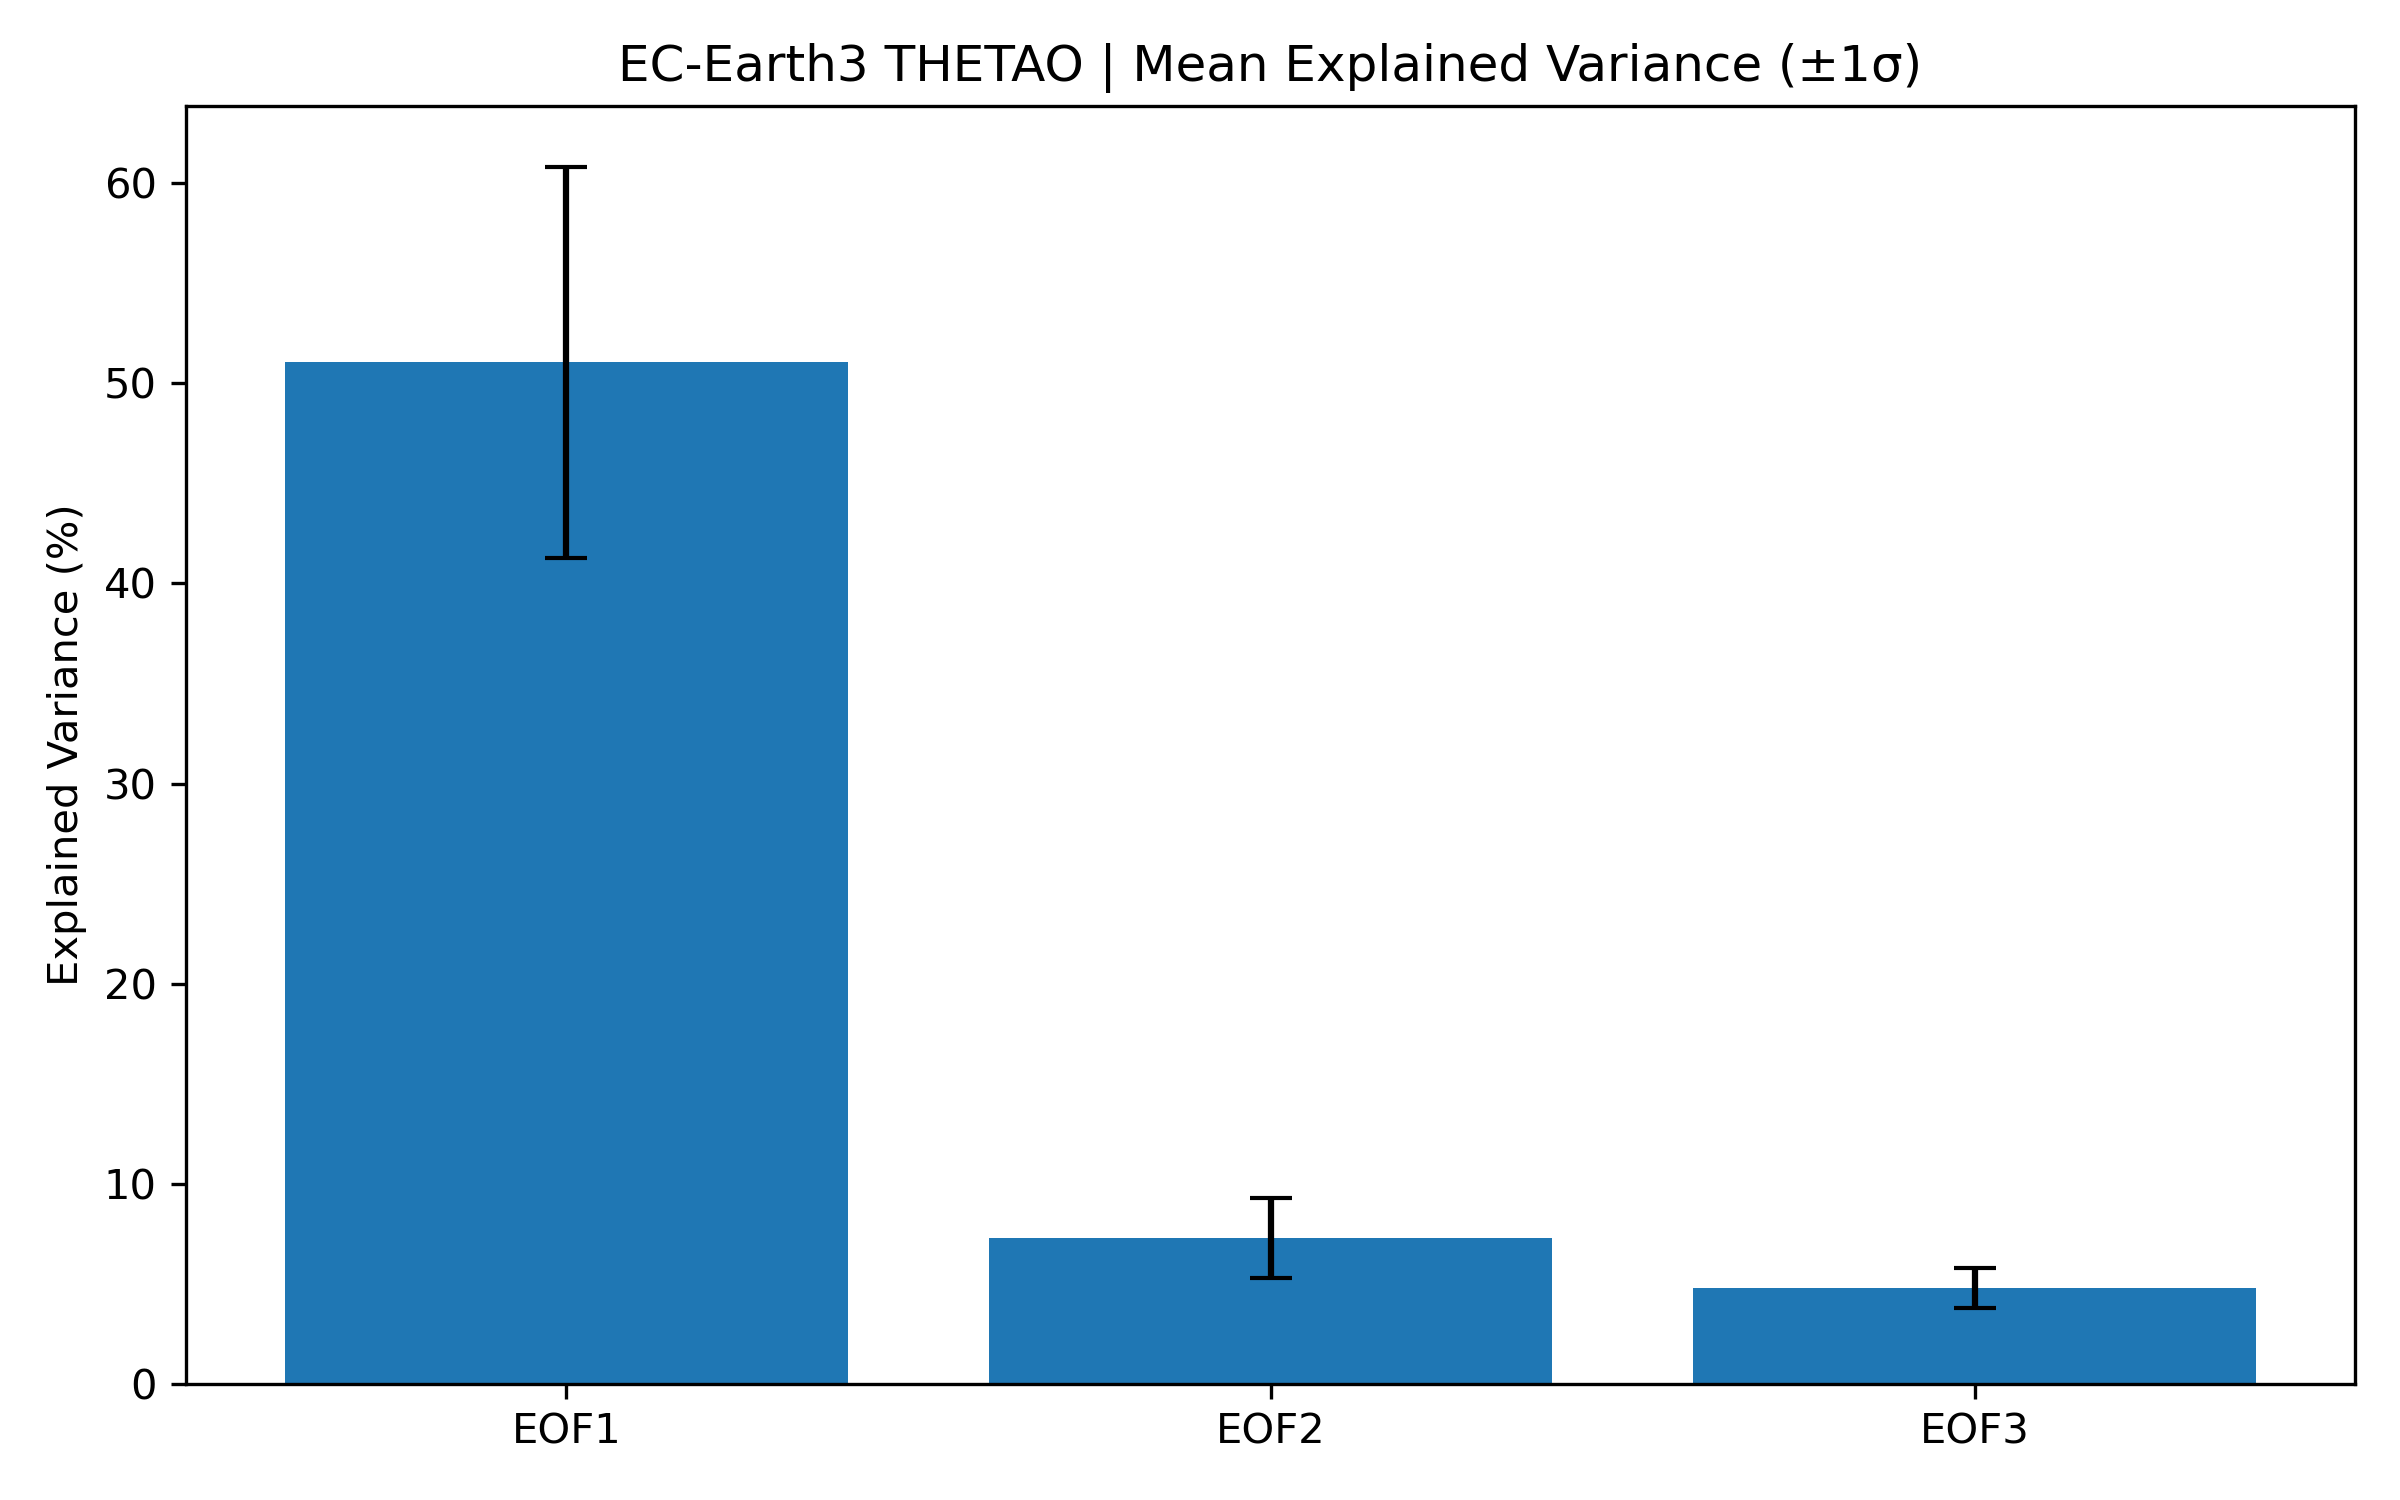 EC-Earth3 THETAO | Mean Explained Variance (±1σ)
Explained Variance (%)
60
50
40
30
20
10
0
EOF1
EOF2
EOF3